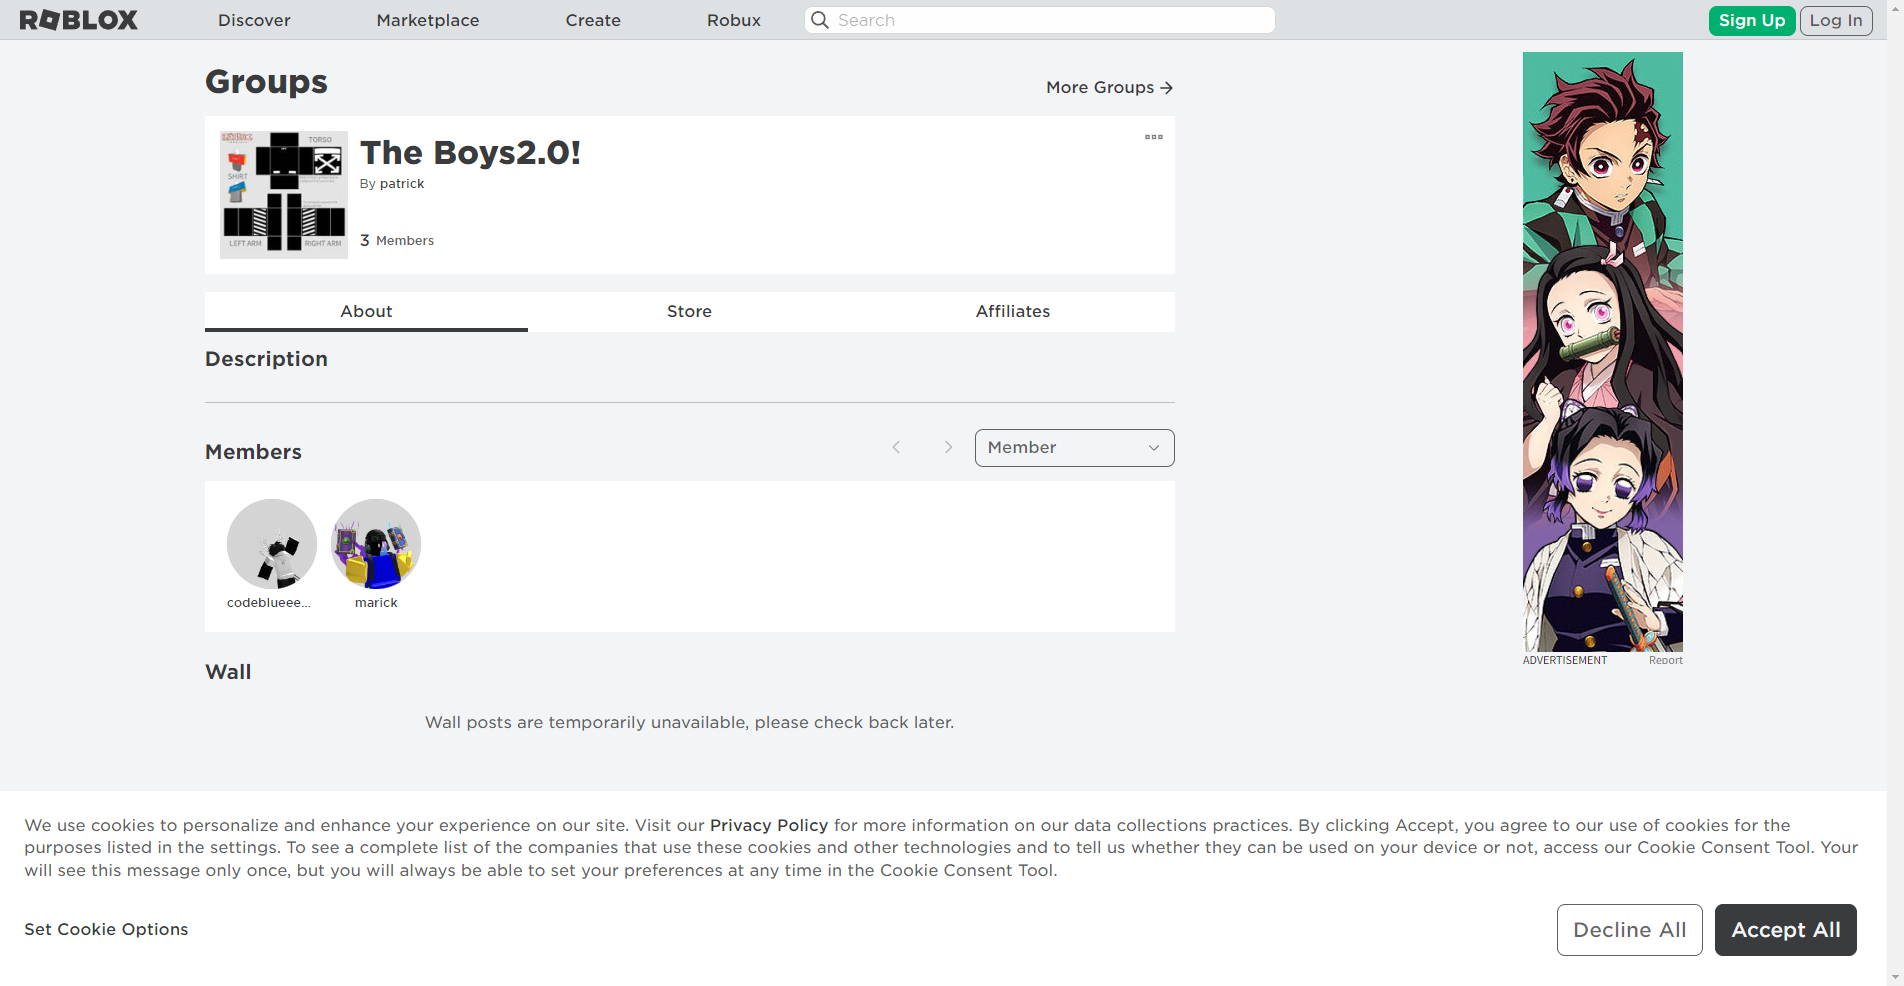 ROBLOX
Discover
Marketplace
Create
Robux
Search
Sign Up
Log In
Groups
More Groups →
TORSO
SHIRT
LEFT ARM
RIGHT ARM
The Boys2.0!
By patrick
3 Members
About
Store
Affiliates
Description
Members
Member
codeblueee...
marick
Wall
Wall posts are temporarily unavailable, please check back later.
ADVERTISEMENT
Report
We use cookies to personalize and enhance your experience on our site. Visit our Privacy Policy for more information on our data collections practices. By clicking Accept, you agree to our use of cookies for the
purposes listed in the settings. To see a complete list of the companies that use these cookies and other technologies and to tell us whether they can be used on your device or not, access our Cookie Consent Tool. Your
will see this message only once, but you will always be able to set your preferences at any time in the Cookie Consent Tool.
Set Cookie Options
Decline All
Accept All